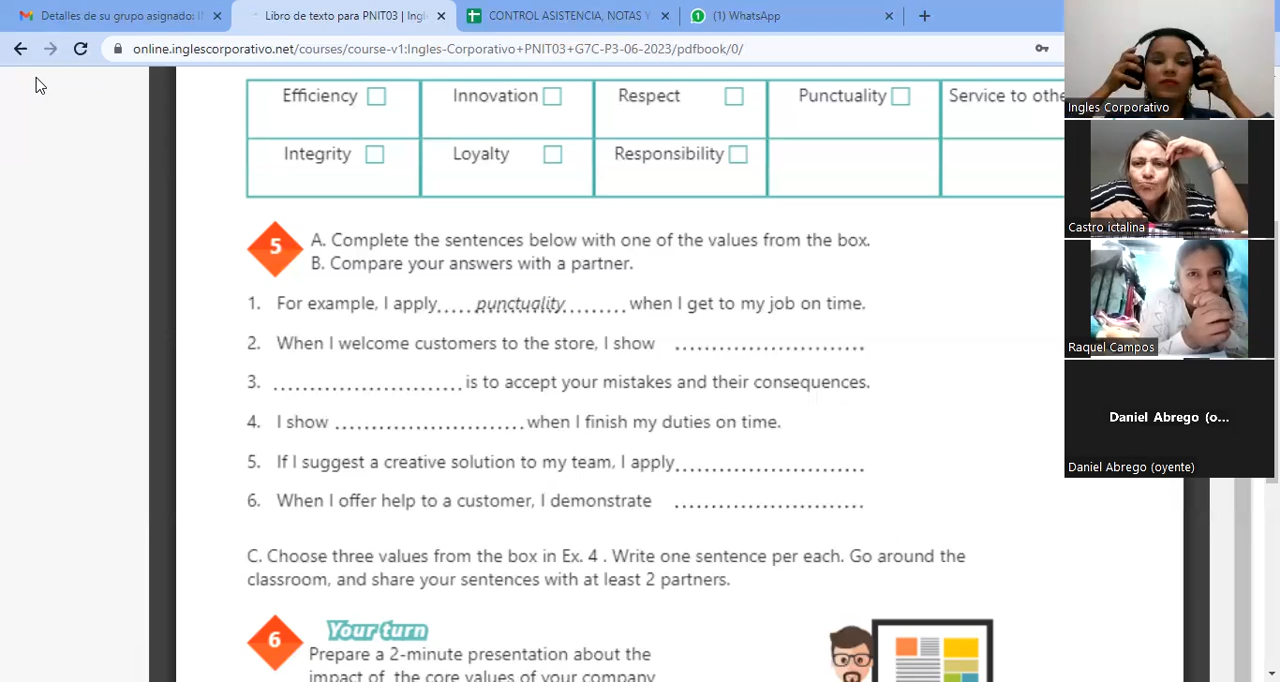 Detalles de su grupo asignado: I
Libro de texto para PNIT03 | Ingl
CONTROL ASISTENCIA, NOTAS Y
(1) WhatsApp
online.inglescorporativo.net/courses/course-v1:Ingles-Corporativo+PNIT03+G7C-P3-06-2023/pdfbook/0/
Efficiency Innovation Respect Punctuality Service to othe
Integrity Loyalty Responsibility
5 A. Complete the sentences below with one of the values from the box.
B. Compare your answers with a partner.
1. For example, I apply.....punctuality........ when I get to my job on time.
2. When I welcome customers to the store, I show ..........................
3. .......................... is to accept your mistakes and their consequences.
4. I show .......................... when I finish my duties on time.
5. If I suggest a creative solution to my team, I apply..........................
6. When I offer help to a customer, I demonstrate ..........................
C. Choose three values from the box in Ex. 4 . Write one sentence per each. Go around the
classroom, and share your sentences with at least 2 partners.
6 Your turn
Prepare a 2-minute presentation about the
impact of the core values of your company
Ingles Corporativo
Castro ictalina
Raquel Campos
Daniel Abrego (o...
Daniel Abrego (oyente)